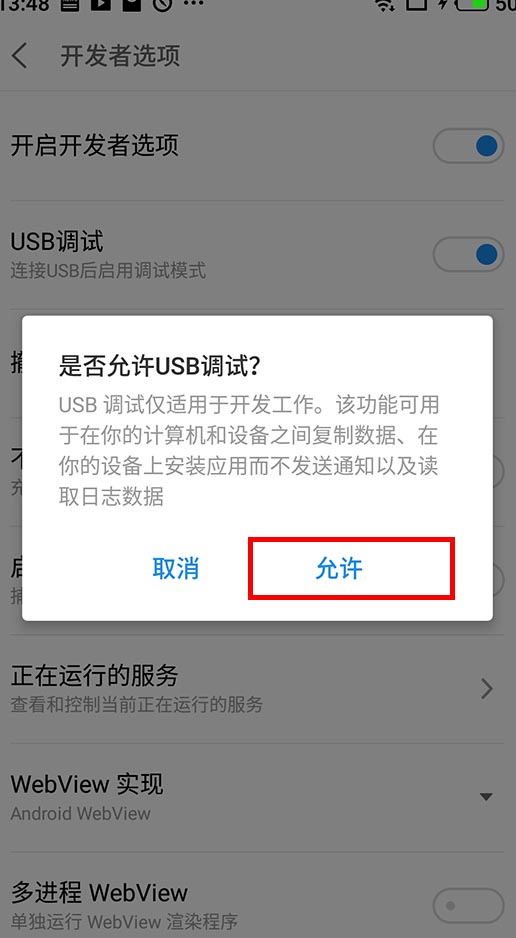 13:48
50
开发者选项
开启开发者选项
USB调试
连接USB后启用调试模式
是否允许USB调试?
USB 调试仅适用于开发工作。该功能可用
于在你的计算机和设备之间复制数据、在
你的设备上安装应用而不发送通知以及读
取日志数据
取消
允许
正在运行的服务
查看和控制当前正在运行的服务
WebView 实现
Android WebView
多进程 WebView
单独运行 WebView 渲染程序